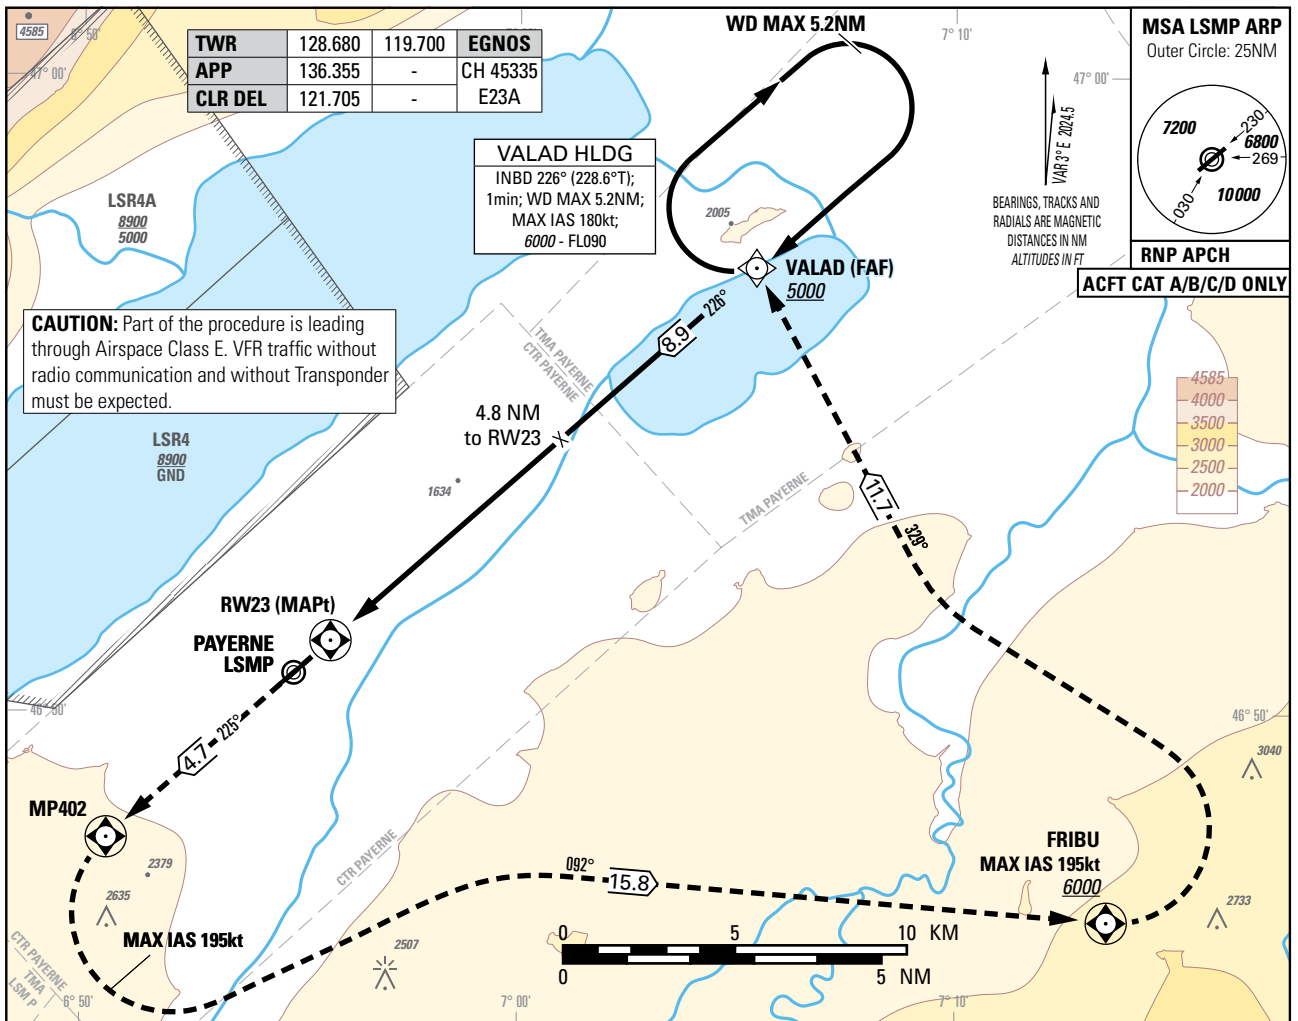 4585
6° 50'
47° 00'
TWR 128.680 119.700 EGNOS
APP 136.355 - CH 45335
CLR DEL 121.705 - E23A
WD MAX 5.2NM
7° 10'
47° 00'
VAR 3° E 2024.5
BEARINGS, TRACKS AND
RADIALS ARE MAGNETIC
DISTANCES IN NM
ALTITUDES IN FT
MSA LSMP ARP
Outer Circle: 25NM
7200
230
6800
269
10000
030
RNP APCH
ACFT CAT A/B/C/D ONLY
VALAD HLDG
INBD 226° (228.6°T);
1min; WD MAX 5.2NM;
MAX IAS 180kt;
6000 - FL090
LSR4A
8900
5000
2005
VALAD (FAF)
5000
226°
8.9
CAUTION: Part of the procedure is leading
through Airspace Class E. VFR traffic without
radio communication and without Transponder
must be expected.
TMA PAYERNE
CTR PAYERNE
4585
4000
3500
3000
2500
2000
4.8 NM
to RW23
LSR4
8900
GND
1634
TMA PAYERNE
11.7
329°
RW23 (MAPt)
PAYERNE
LSMP
46° 50'
225°
4.7
46° 50'
3040
MP402
2379
2635
CTR PAYERNE
092°
15.8
FRIBU
MAX IAS 195kt
6000
2733
MAX IAS 195kt
2507
0 5 10 KM
0 5 NM
CTR PAYERNE
TMA
LSM P
6° 50'
7° 00'
7° 10'